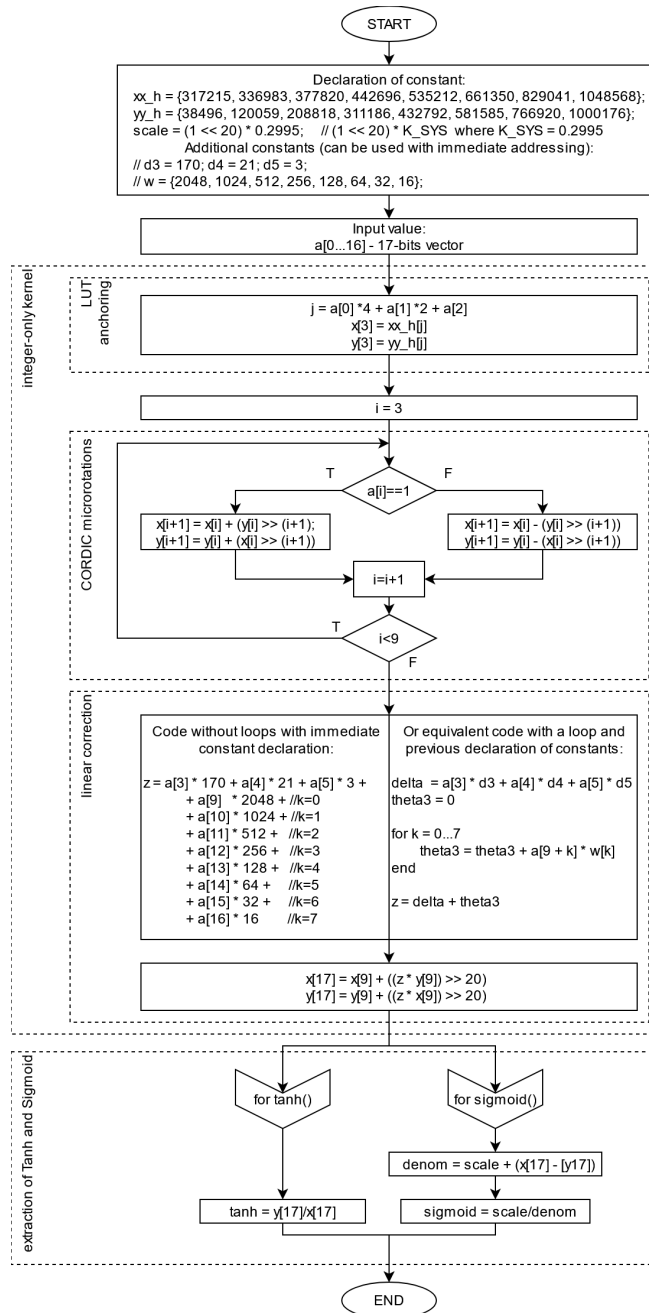 START
Declaration of constant:
xx_h = {317215, 336983, 377820, 442696, 535212, 661350, 829041, 1048568};
yy_h = {38496, 120059, 208818, 311186, 432792, 581585, 766920, 1000176};
scale = (1 << 20) * 0.2995; // (1 << 20) * K_SYS where K_SYS = 0.2995
Additional constants (can be used with immediate addressing):
// d3 = 170; d4 = 21; d5 = 3;
// w = {2048, 1024, 512, 256, 128, 64, 32, 16};
Input value:
a[0...16] - 17-bits vector
integer-only kernel
LUT
anchoring
j = a[0] *4 + a[1] *2 + a[2]
x[3] = xx_h[j]
y[3] = yy_h[j]
i = 3
CORDIC microrotations
T
F
a[i]==1
x[i+1] = x[i] + (y[i] >> (i+1);
y[i+1] = y[i] + (x[i] >> (i+1))
x[i+1] = x[i] - (y[i] >> (i+1))
y[i+1] = y[i] - (x[i] >> (i+1))
i=i+1
T
i<9
F
linear correction
Code without loops with immediate
constant declaration:
z = a[3] * 170 + a[4] * 21 + a[5] * 3 +
+ a[9] * 2048 + //k=0
+ a[10] * 1024 + //k=1
+ a[11] * 512 + //k=2
+ a[12] * 256 + //k=3
+ a[13] * 128 + //k=4
+ a[14] * 64 + //k=5
+ a[15] * 32 + //k=6
+ a[16] * 16 //k=7
Or equivalent code with a loop and
previous declaration of constants:
delta = a[3] * d3 + a[4] * d4 + a[5] * d5
theta3 = 0
for k = 0...7
theta3 = theta3 + a[9 + k] * w[k]
end
z = delta + theta3
x[17] = x[9] + ((z * y[9]) >> 20)
y[17] = y[9] + ((z * x[9]) >> 20)
extraction of Tanh and Sigmoid
for tanh()
for sigmoid()
denom = scale + (x[17] - [y17])
tanh = y[17]/x[17]
sigmoid = scale/denom
END